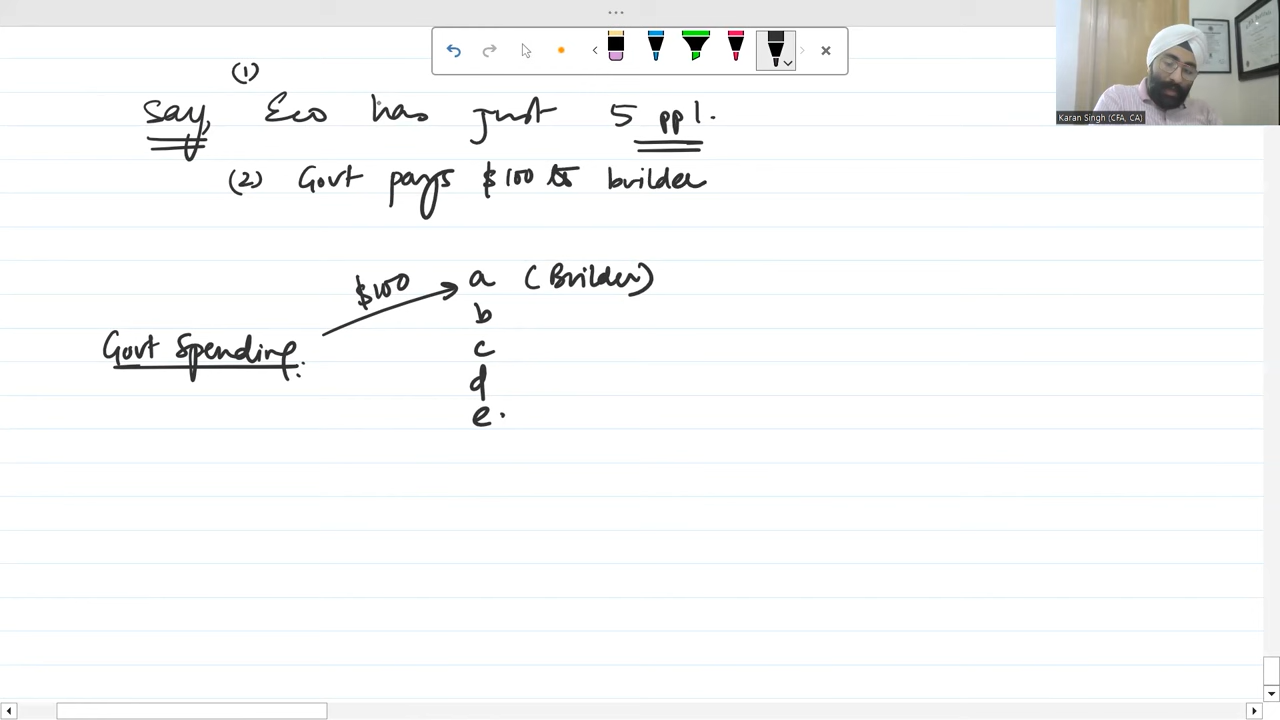 (1)
Say, Eco has just 5 ppl.
(2) Govt pays $100 to builder
$100
a (Builder)
b
c
Govt Spending.
d
e.
Karan Singh (CFA, CA)